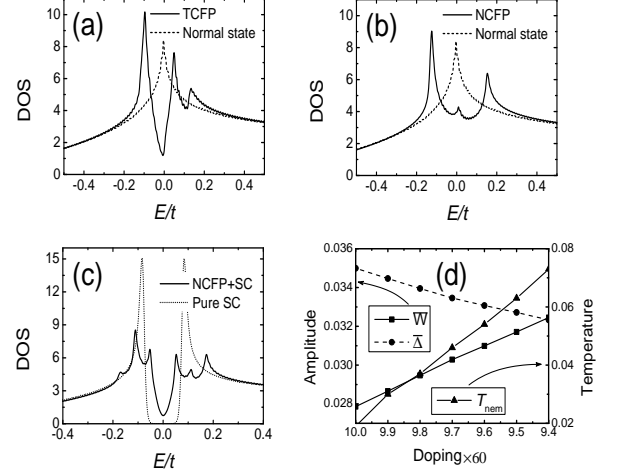 (a)
TCFP
Normal state
DOS
10
8
6
4
2
0
-0.4 -0.2 0.0 0.2 0.4
E/t
(b)
NCFP
Normal state
DOS
10
8
6
4
2
0
-0.4 -0.2 0.0 0.2 0.4
E/t
(c)
NCFP+SC
Pure SC
DOS
15
12
9
6
3
0
-0.4 -0.2 0.0 0.2 0.4
E/t
(d)
W̅
Δ̅
T_nem
Amplitude
0.036
0.034
0.032
0.030
0.028
Temperature
0.08
0.06
0.04
0.02
10.0 9.9 9.8 9.7 9.6 9.5 9.4
Doping×60